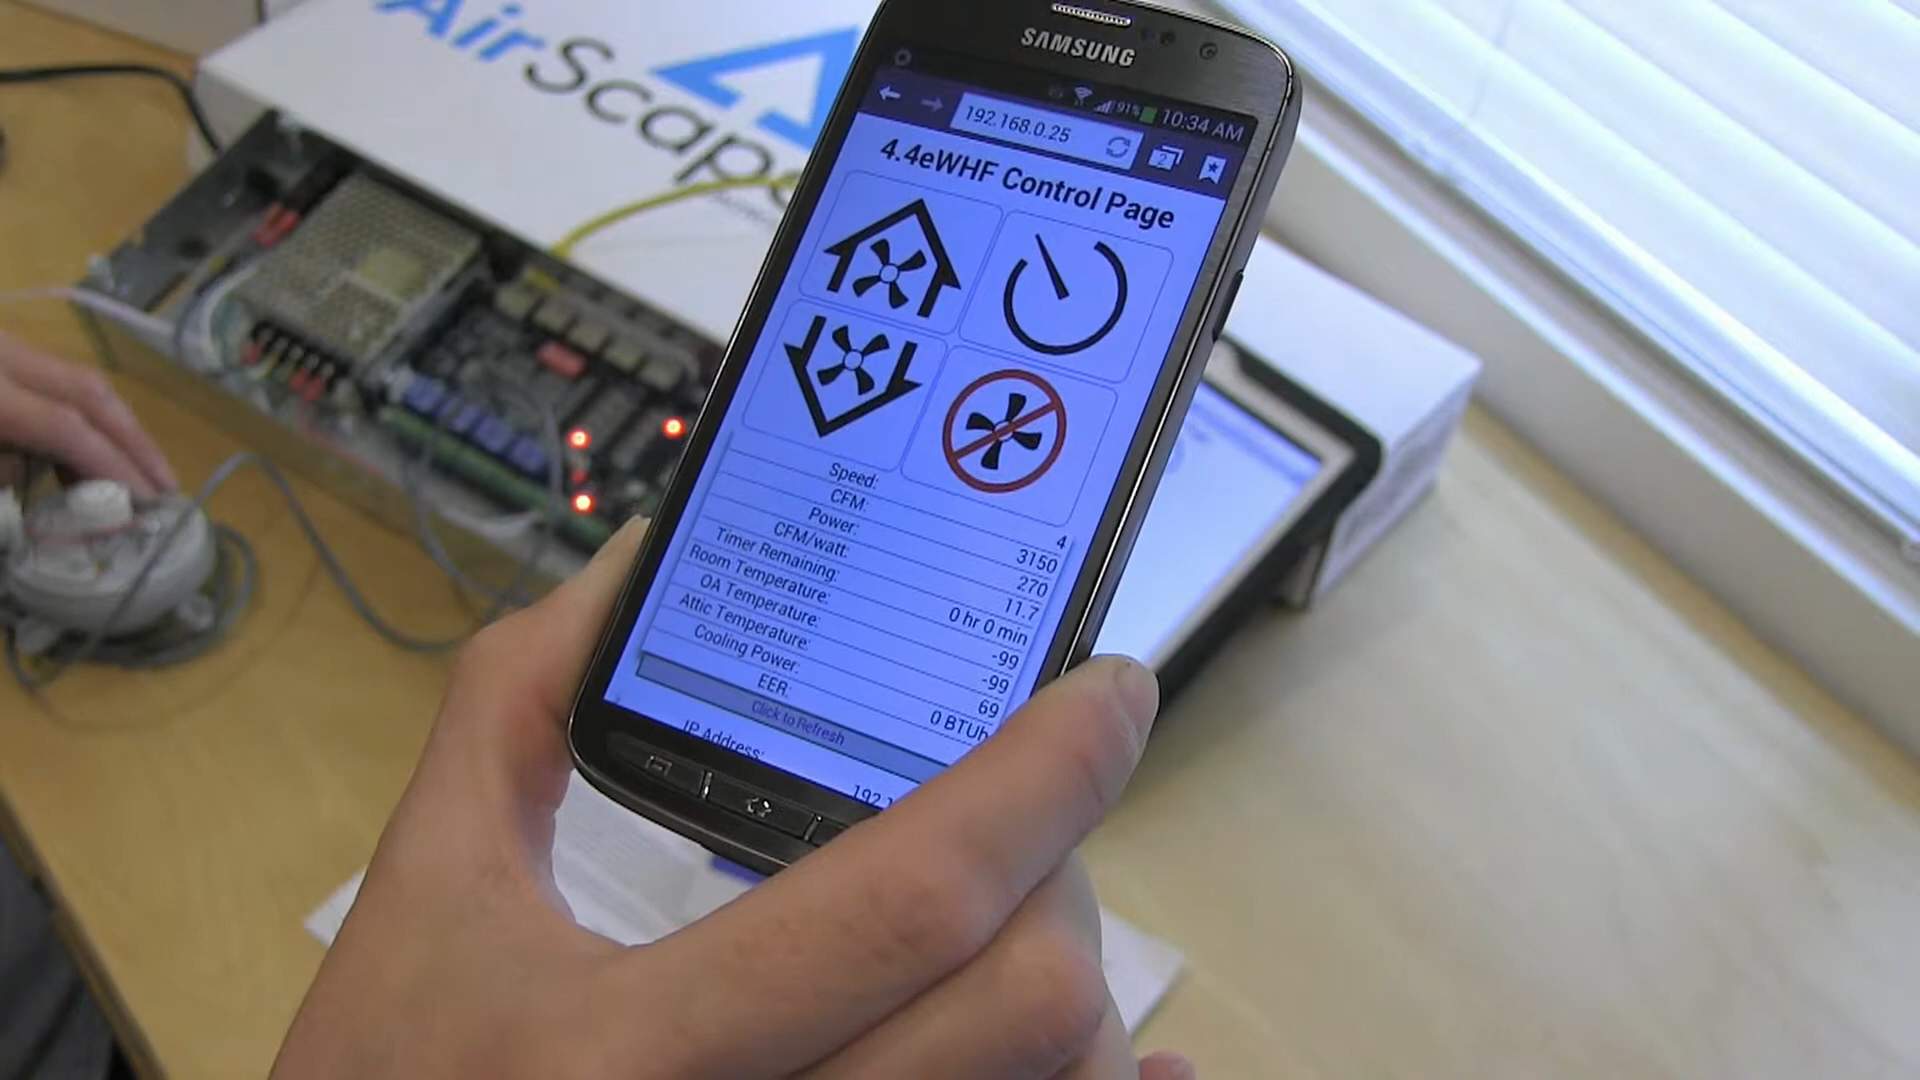 AirScape
SAMSUNG
91% 10:34 AM
192.168.0.25
2
4.4eWHF Control Page
Speed: 4
CFM: 3150
Power: 270
CFM/watt: 11.7
Timer Remaining: 0 hr 0 min
Room Temperature: -99
OA Temperature: -99
Attic Temperature: 69
Cooling Power: 0 BTUh
EER:
Click to Refresh
IP Address: 192.1